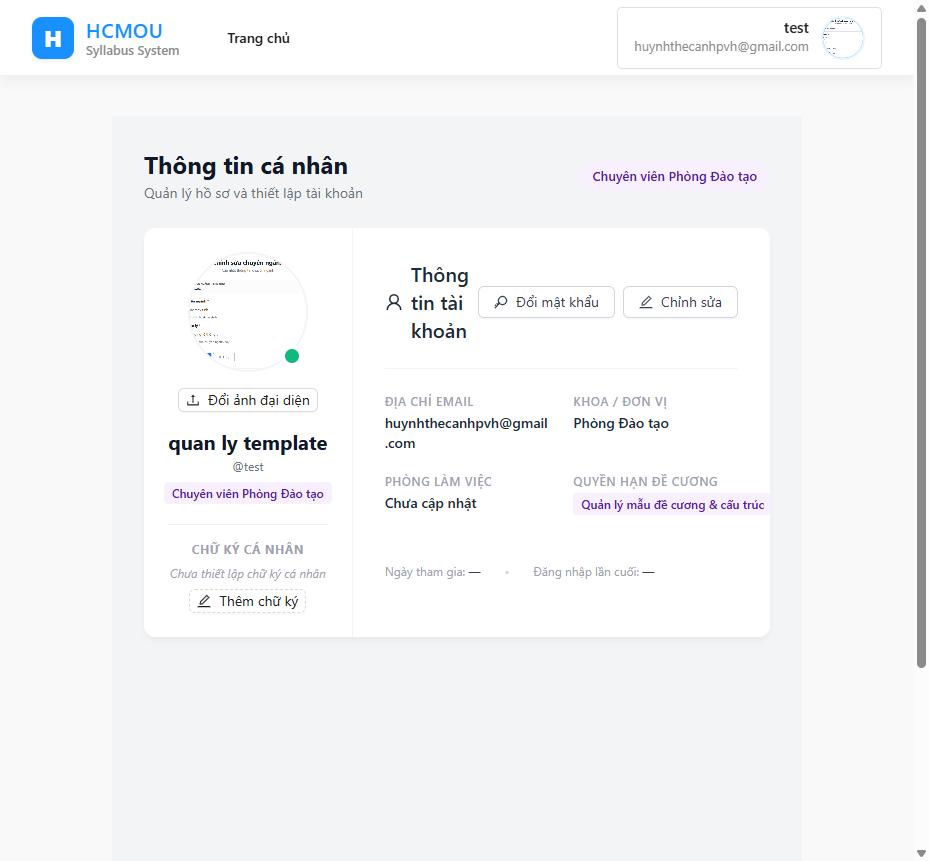 H
HCMOU
Syllabus System
Trang chủ
test
huynhthecanhpvh@gmail.com
Thông tin cá nhân
Quản lý hồ sơ và thiết lập tài khoản
Chuyên viên Phòng Đào tạo
Đổi ảnh đại diện
quan ly template
@test
Chuyên viên Phòng Đào tạo
CHỮ KÝ CÁ NHÂN
Chưa thiết lập chữ ký cá nhân
Thêm chữ ký
Thông
tin tài
khoản
Đổi mật khẩu
Chỉnh sửa
ĐỊA CHỈ EMAIL
huynhthecanhpvh@gmail
.com
KHOA / ĐƠN VỊ
Phòng Đào tạo
PHÒNG LÀM VIỆC
Chưa cập nhật
QUYỀN HẠN ĐỀ CƯƠNG
Quản lý mẫu đề cương & cấu trúc
Ngày tham gia: —
•
Đăng nhập lần cuối: —